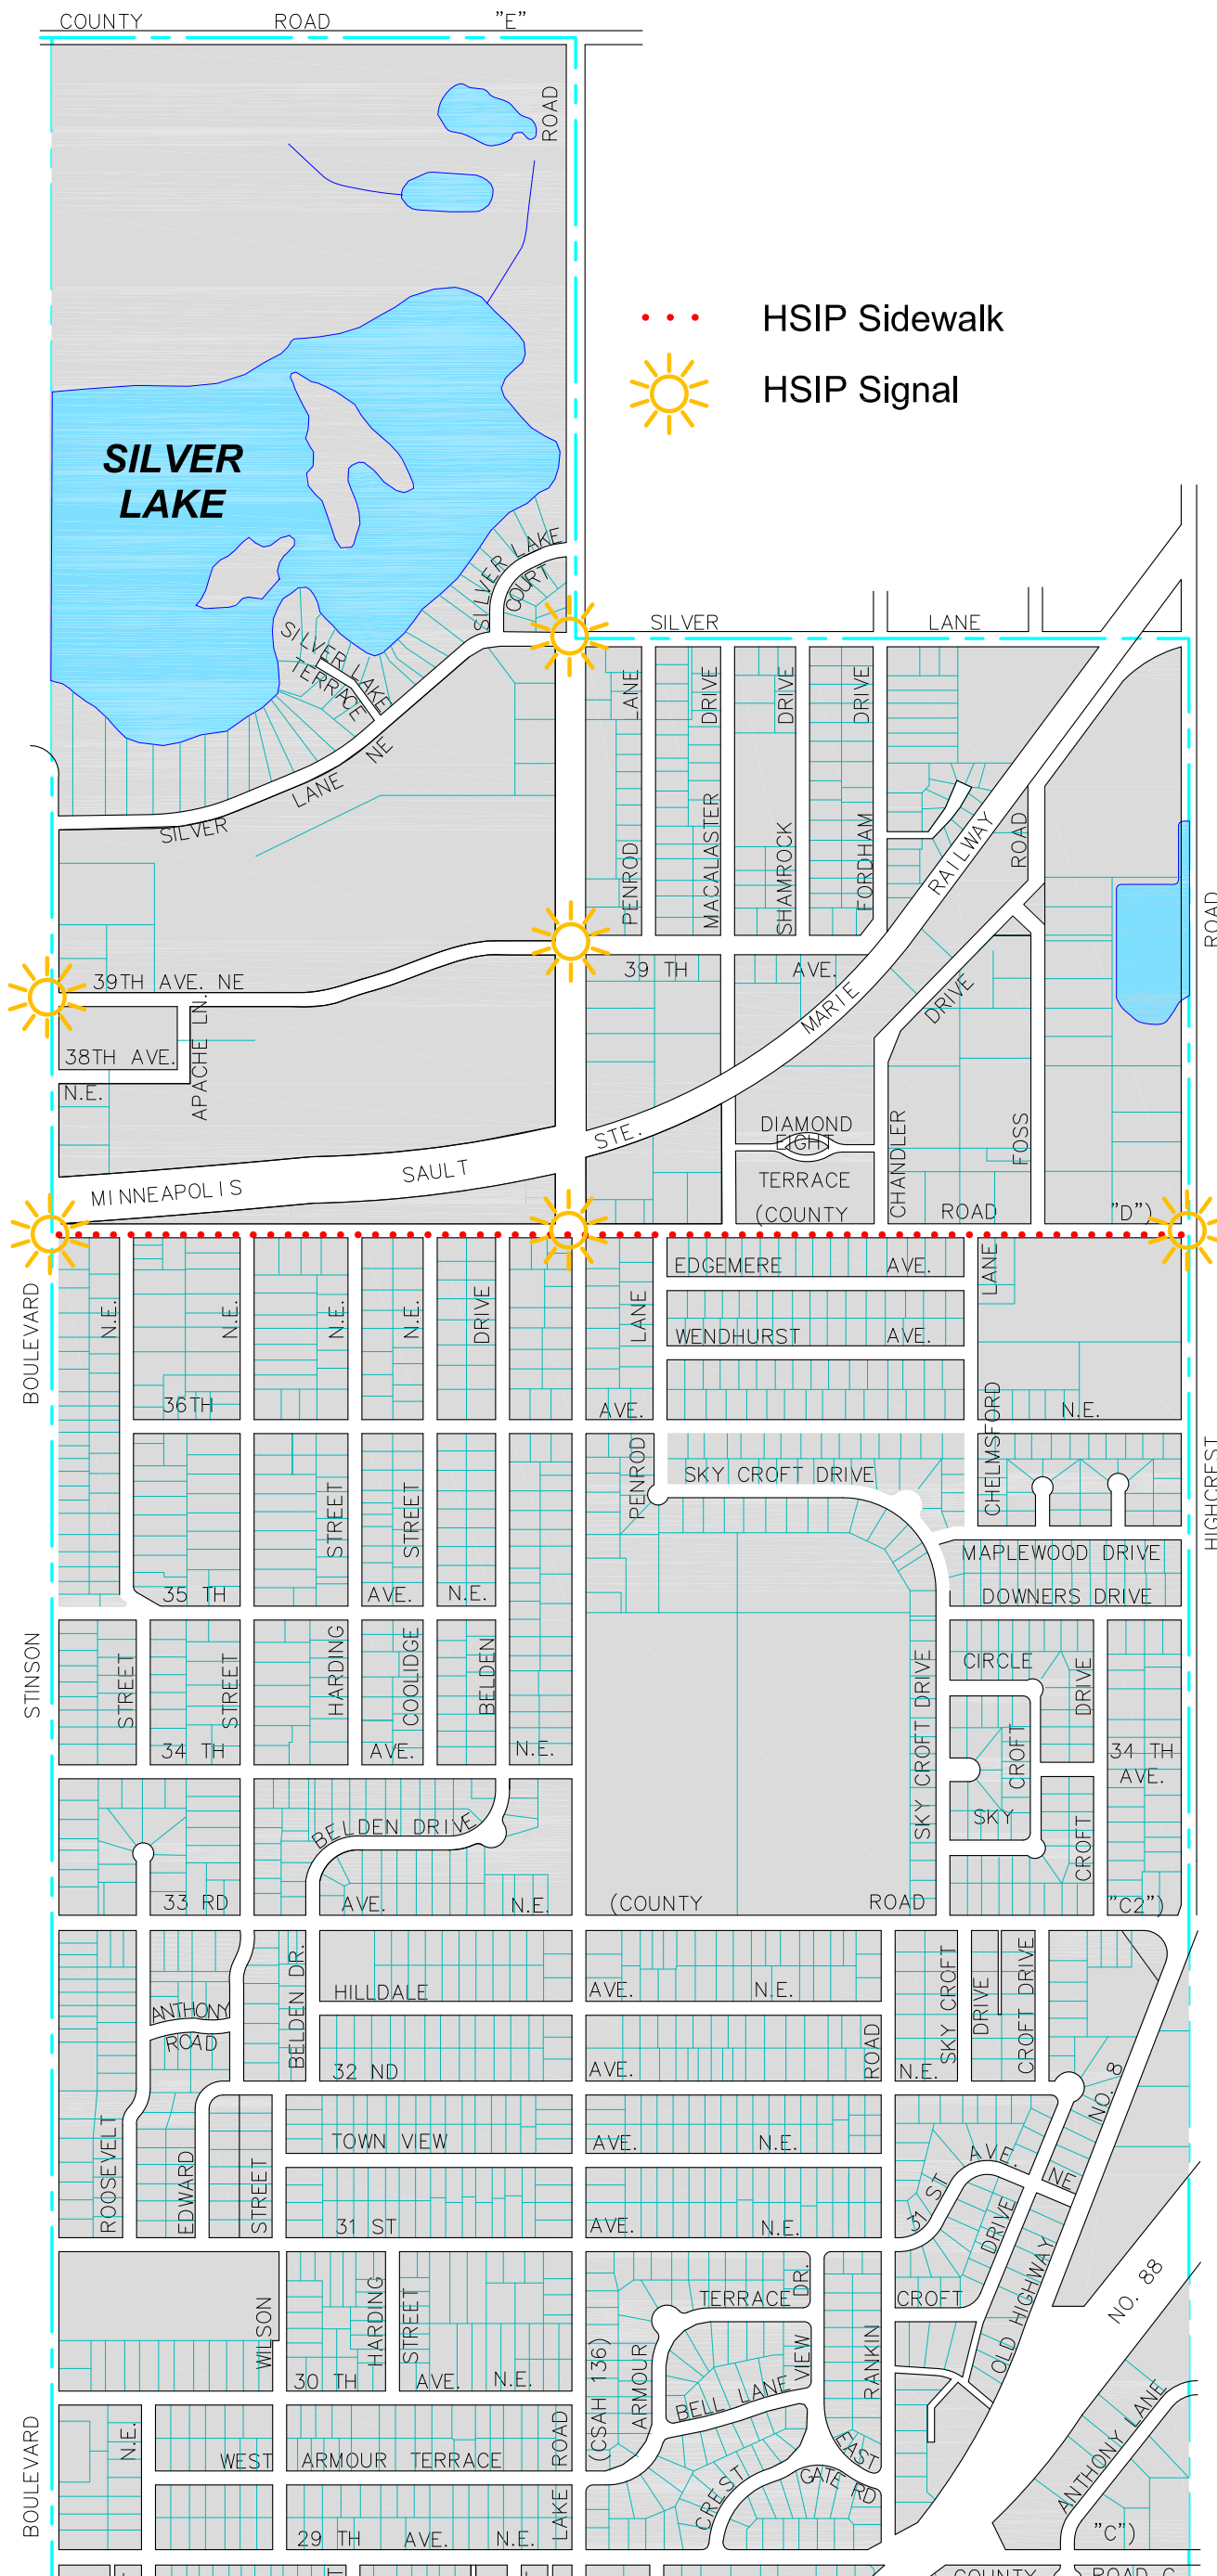 COUNTY ROAD "E"
ROAD
HSIP Sidewalk
HSIP Signal
SILVER
LAKE
SILVER LAKE
COURT
SILVER LANE
SILVER LAKE
TERRACE
LANE
DRIVE
DRIVE
DRIVE
SILVER LANE NE
PENROD
MACALASTER
SHAMROCK
FORDHAM
RAILWAY
ROAD
ROAD
39TH AVE. NE
39 TH AVE.
MARIE
DRIVE
38TH AVE.
N.E.
APACHE LN.
STE.
DIAMOND
EIGHT
TERRACE
CHANDLER
FOSS
MINNEAPOLIS SAULT
(COUNTY ROAD "D")
BOULEVARD
N.E.
N.E.
N.E.
N.E.
DRIVE
LANE
EDGEMERE AVE.
LANE
WENDHURST AVE.
36TH AVE. N.E.
CHELMSFORD
HIGHCREST
PENROD
SKY CROFT DRIVE
STREET
STREET
MAPLEWOOD DRIVE
DOWNERS DRIVE
35 TH AVE. N.E.
STINSON
STREET
STREET
HARDING
COOLIDGE
BELDEN
SKY CROFT DRIVE
CIRCLE
DRIVE
CROFT
34 TH AVE. N.E.
34 TH
AVE.
SKY
CROFT
BELDEN DRIVE
33 RD AVE. N.E. (COUNTY ROAD "C2")
BELDEN DR.
HILLDALE AVE. N.E.
SKY CROFT
DRIVE
CROFT DRIVE
ANTHONY
ROAD
ROAD
32 ND AVE. N.E.
NO. 8
ROOSEVELT
EDWARD
STREET
TOWN VIEW AVE. N.E.
31 ST AVE. NE
31 ST AVE. N.E.
DRIVE
OLD HIGHWAY
NO. 88
WILSON
HARDING
STREET
TERRACE
DR.
CROFT
(CSAH 136)
ARMOUR
VIEW
RANKIN
30 TH AVE. N.E.
BELL LANE
ANTHONY LANE
BOULEVARD
N.E.
WEST ARMOUR TERRACE
ROAD
EAST
GATE RD
CREST
29 TH AVE. N.E.
LAKE
"C")
COUNTY ROAD C